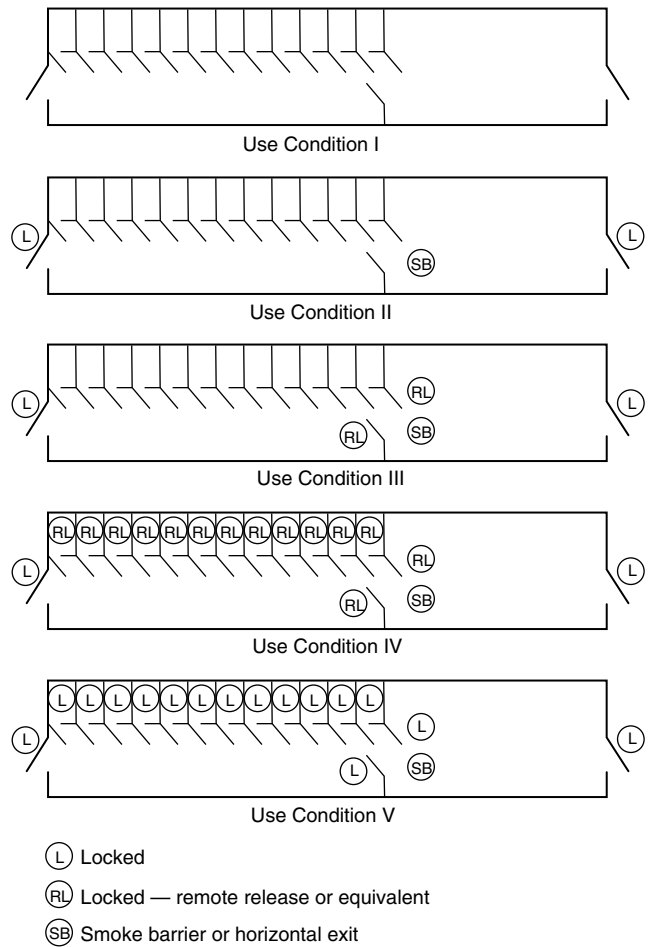 Use Condition I
L L
SB
Use Condition II
RL
L L
RL SB
Use Condition III
RL RL RL RL RL RL RL RL RL RL RL RL
RL
L L
RL SB
Use Condition IV
L L L L L L L L L L L L
L
L L
L SB
Use Condition V
L Locked
RL Locked — remote release or equivalent
SB Smoke barrier or horizontal exit